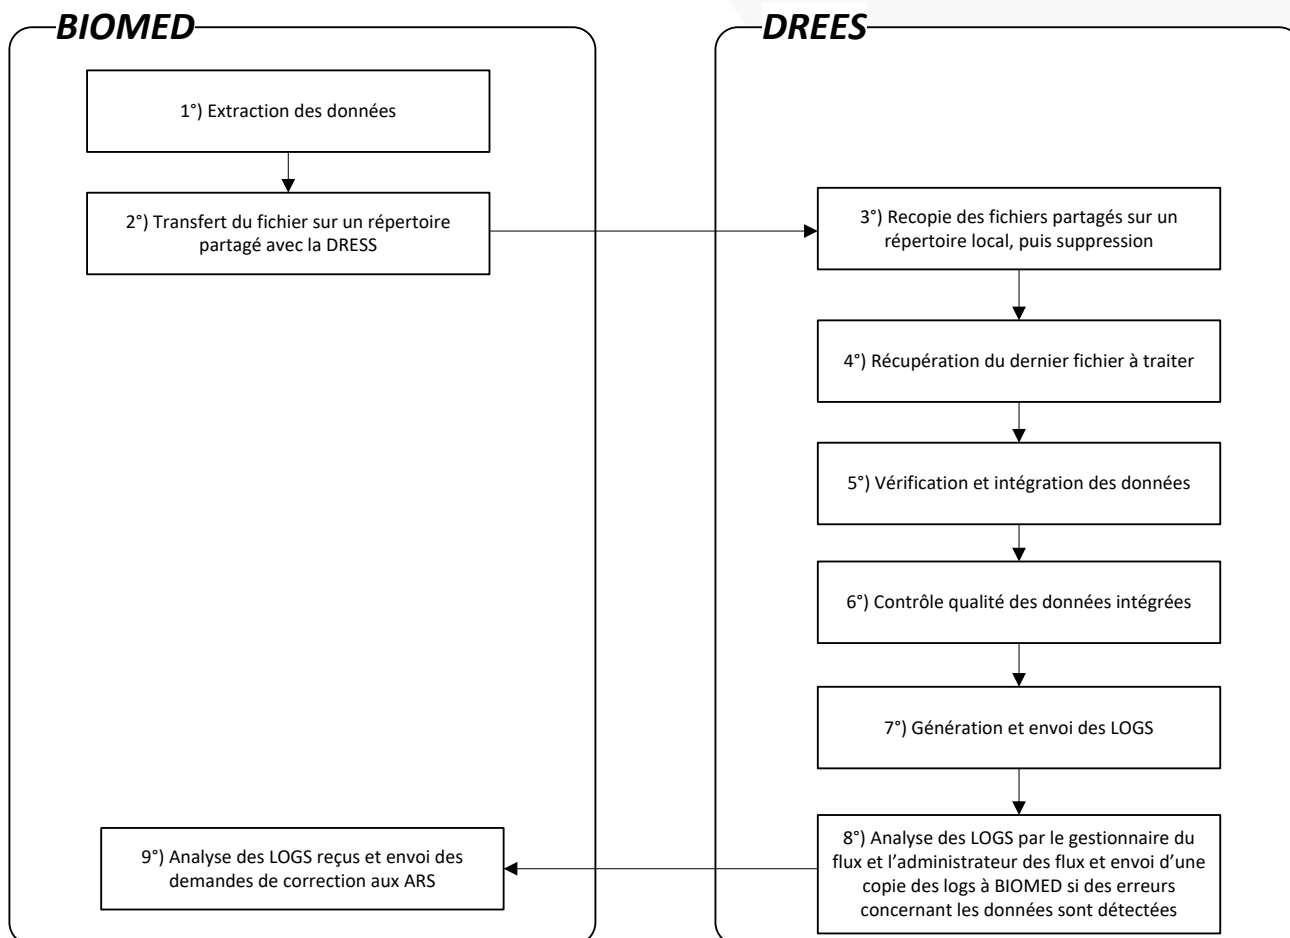 BIOMED
DREES
1°) Extraction des données
2°) Transfert du fichier sur un répertoire
partagé avec la DRESS
3°) Recopie des fichiers partagés sur un
répertoire local, puis suppression
4°) Récupération du dernier fichier à traiter
5°) Vérification et intégration des données
6°) Contrôle qualité des données intégrées
7°) Génération et envoi des LOGS
8°) Analyse des LOGS par le gestionnaire du
flux et l’administrateur des flux et envoi d’une
copie des logs à BIOMED si des erreurs
concernant les données sont détectées
9°) Analyse des LOGS reçus et envoi des
demandes de correction aux ARS